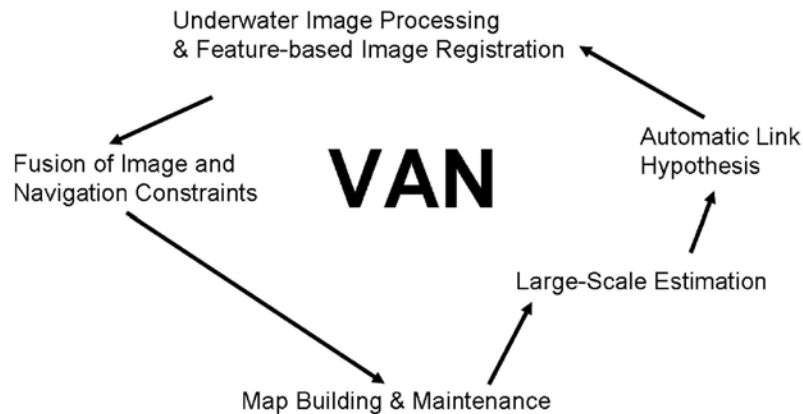 Underwater Image Processing
& Feature-based Image Registration
Automatic Link
Hypothesis
Fusion of Image and
Navigation Constraints
VAN
Large-Scale Estimation
Map Building & Maintenance